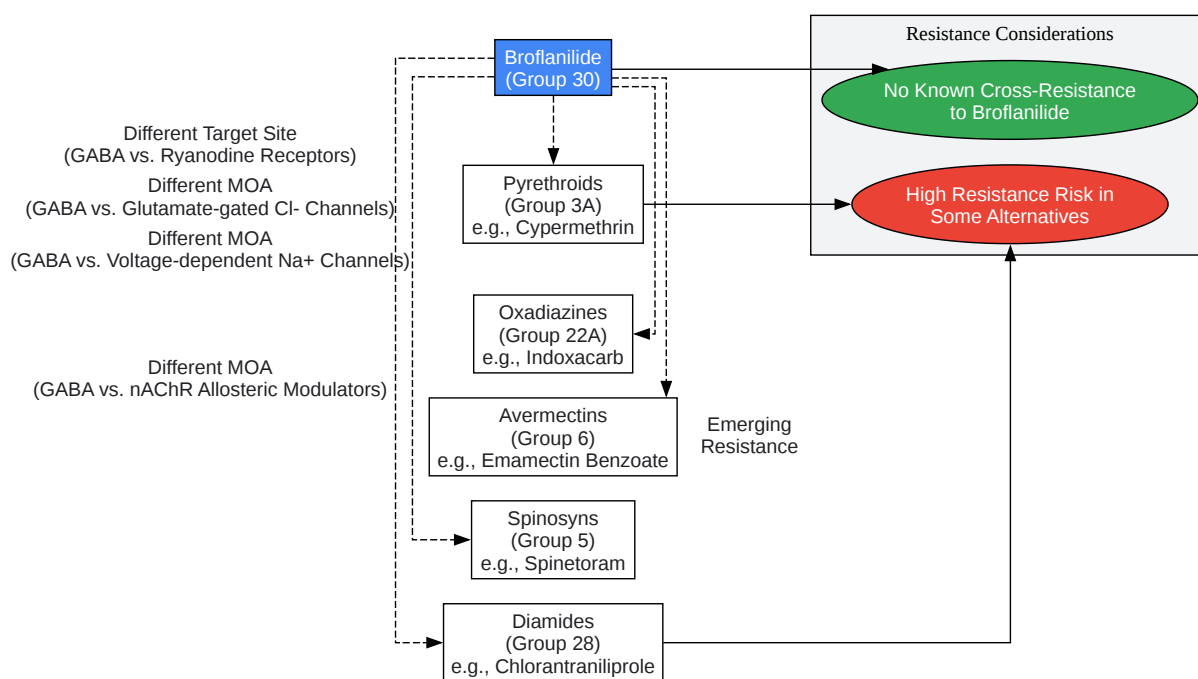 Resistance Considerations
Broflanilide
(Group 30)
No Known Cross-Resistance
to Broflanilide
Different Target Site
(GABA vs. Ryanodine Receptors)
Different MOA
(GABA vs. Glutamate-gated Cl- Channels)
Different MOA
(GABA vs. Voltage-dependent Na+ Channels)
Pyrethroids
(Group 3A)
e.g., Cypermethrin
High Resistance Risk in
Some Alternatives
Oxadiazines
(Group 22A)
e.g., Indoxacarb
Different MOA
(GABA vs. nAChR Allosteric Modulators)
Avermectins
(Group 6)
e.g., Emamectin Benzoate
Emerging
Resistance
Spinosyns
(Group 5)
e.g., Spinetoram
Diamides
(Group 28)
e.g., Chlorantraniliprole